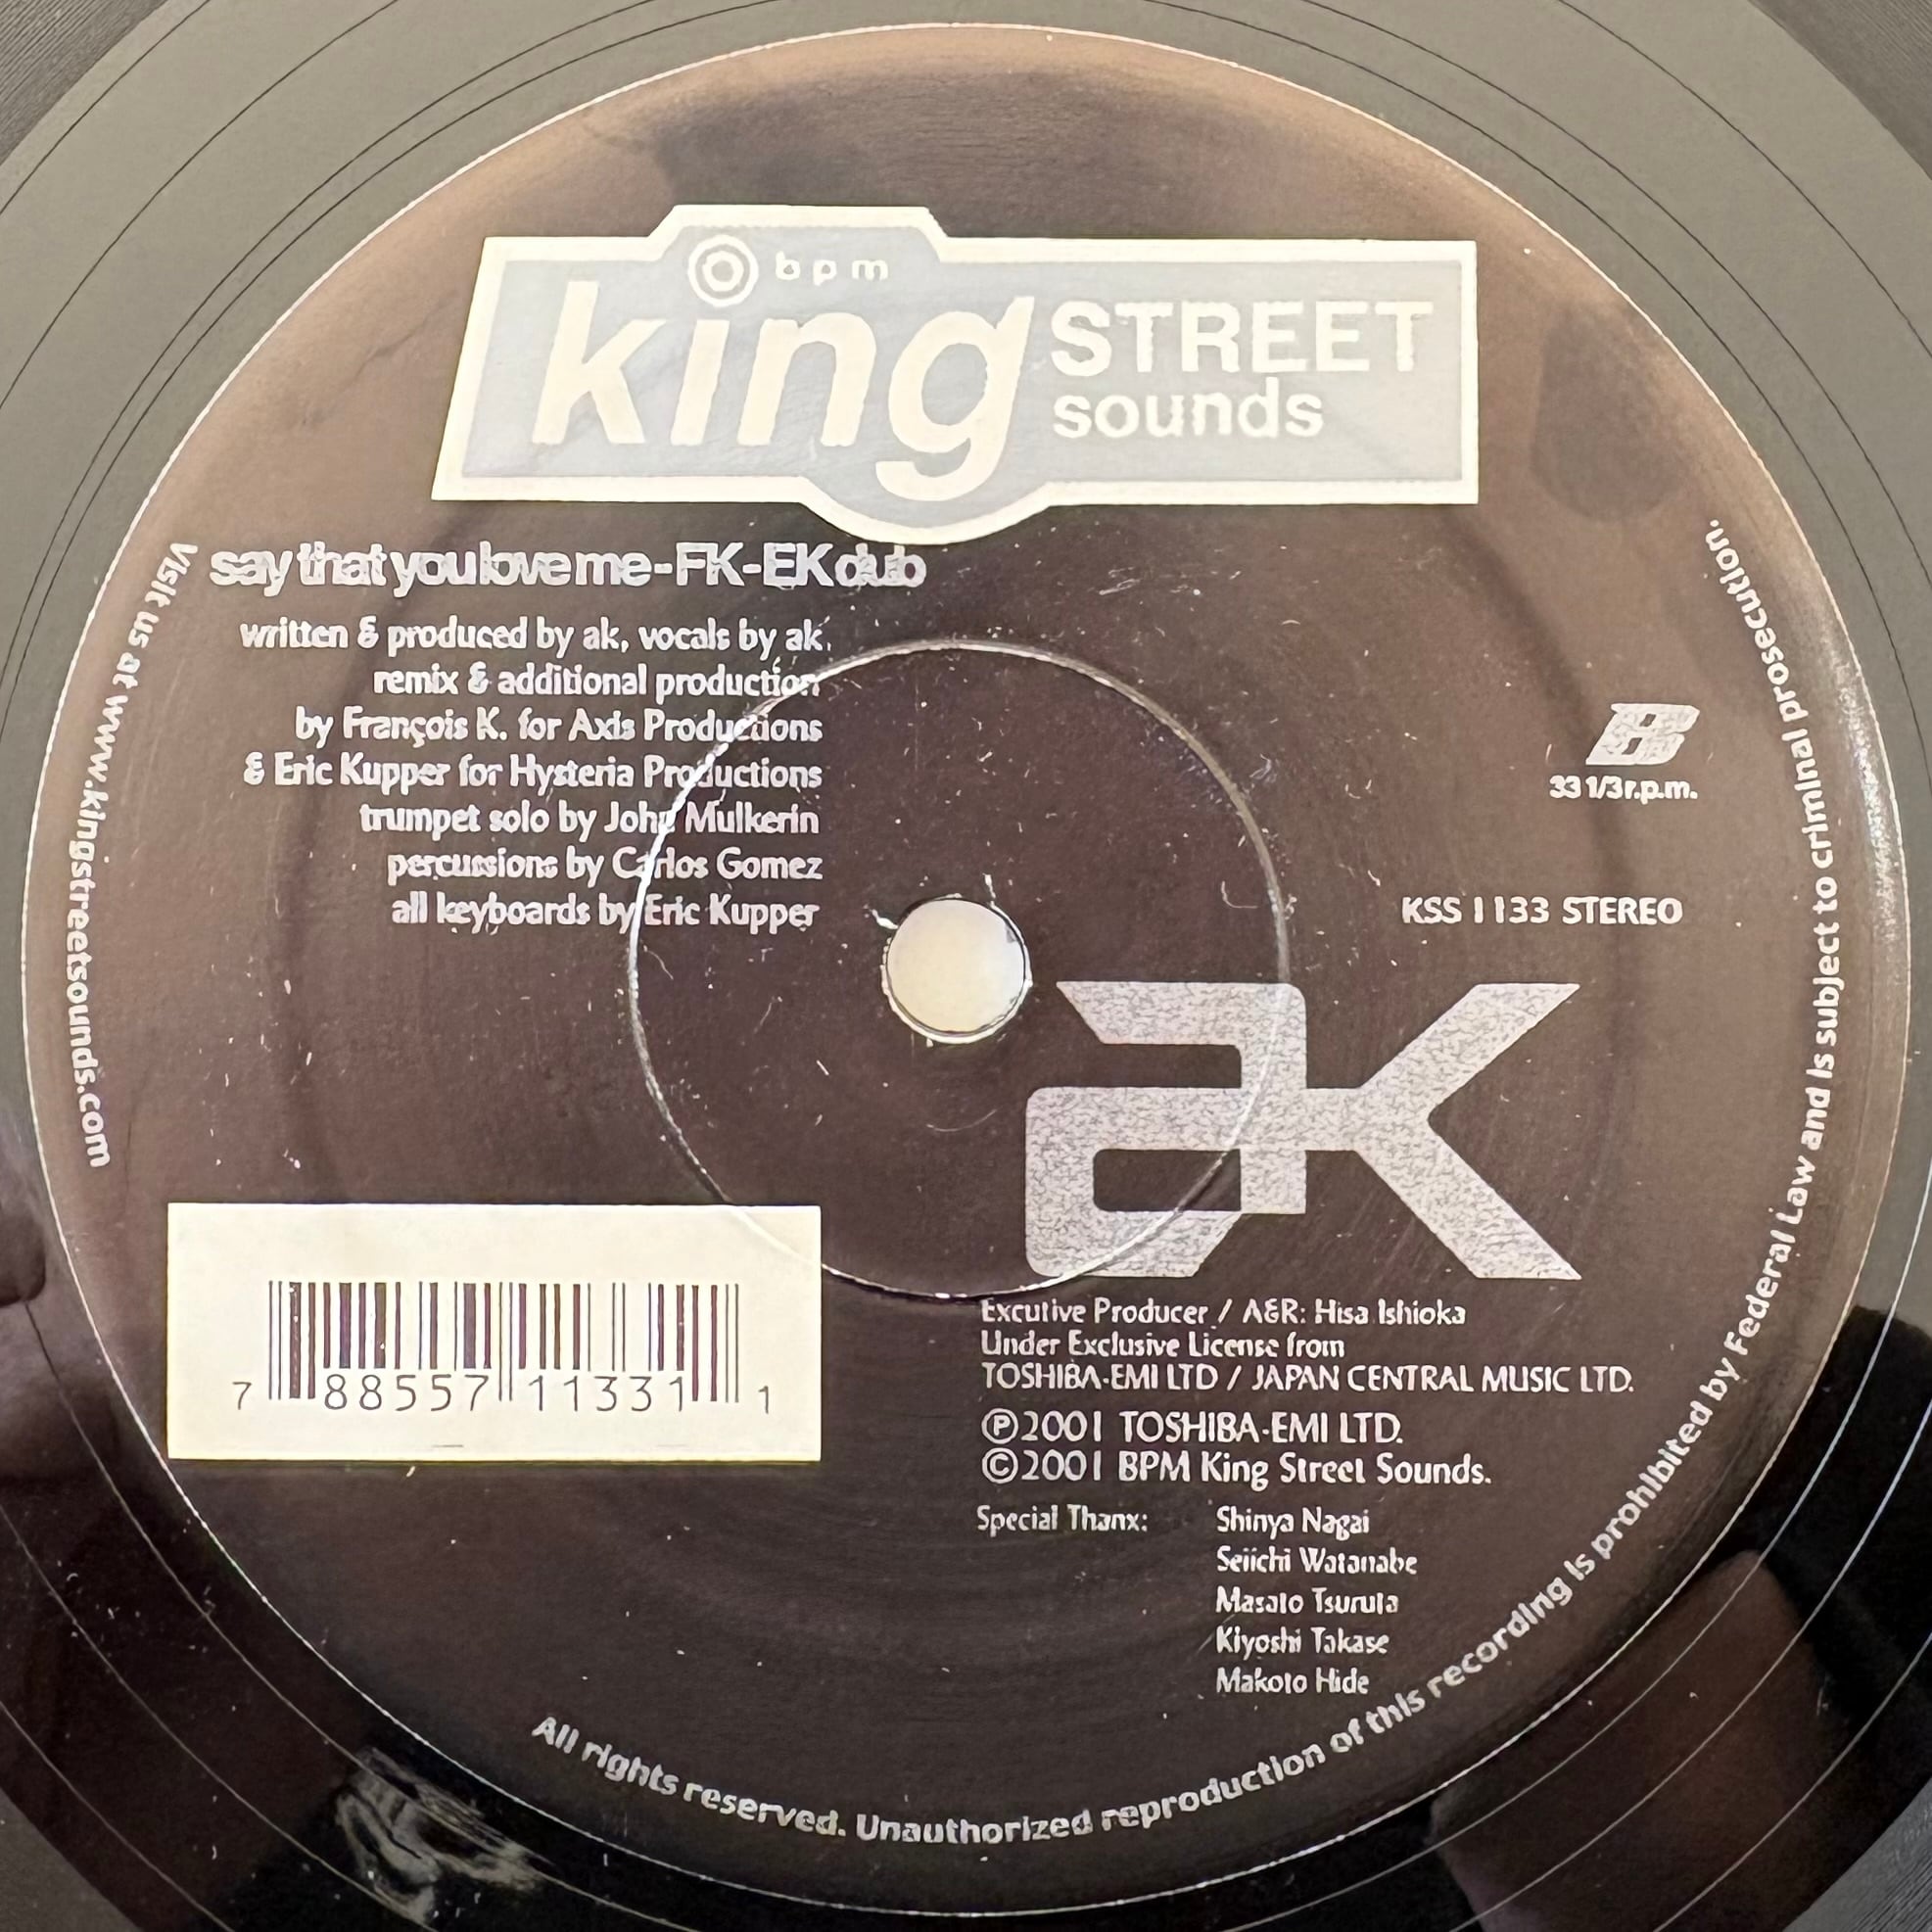 bpm
king STREET
sounds
say that you love me - FK - EK dub
written & produced by ak, vocals by ak,
remix & additional production
by François K. for Axis Productions
& Eric Kupper for Hysteria Productions
trumpet solo by John Mulkerin
percussions by Carlos Gomez
all keyboards by Eric Kupper
B
33 1/3 r.p.m.
KSS 1133 STEREO
ak
7 88557 11331 1
Excutive Producer / A&R: Hisa Ishioka
Under Exclusive License from
TOSHIBA-EMI LTD / JAPAN CENTRAL MUSIC LTD.
℗2001 TOSHIBA-EMI LTD.
©2001 BPM King Street Sounds.
Special Thanx: Shinya Nagai
Seiichi Watanabe
Masato Tsuruta
Kiyoshi Takase
Makoto Hide
Visit us at www.kingstreetsounds.com
All rights reserved. Unauthorized reproduction of this recording is prohibited by Federal Law and is subject to criminal prosecution.